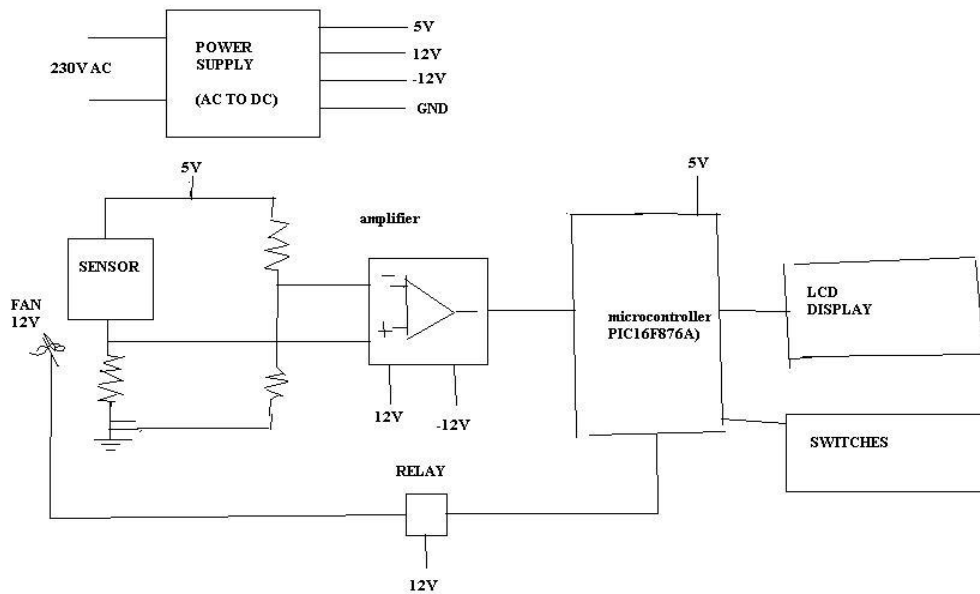 230V AC
POWER
SUPPLY
(AC TO DC)
5V
12V
-12V
GND
5V
amplifier
5V
SENSOR
FAN
12V
12V
-12V
microcontroller
PIC16F876A)
LCD
DISPLAY
SWITCHES
RELAY
12V